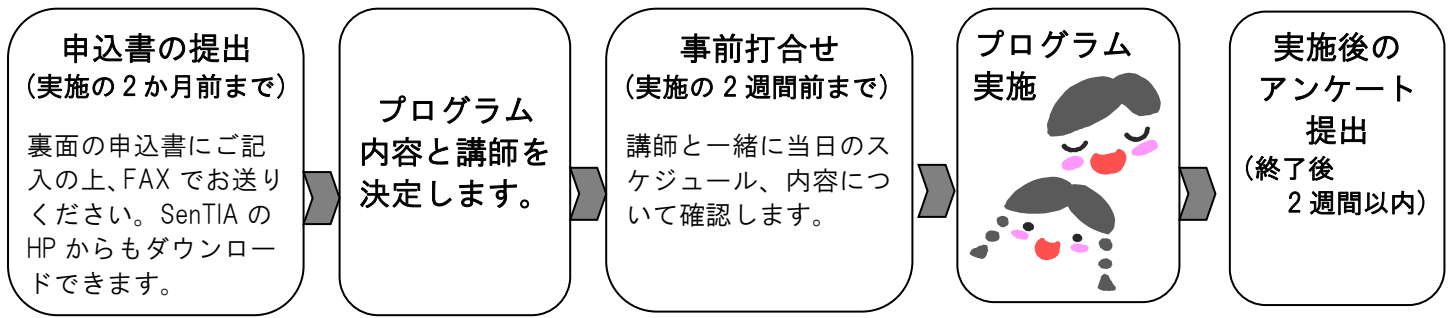 申込書の提出
(実施の2か月前まで)
裏面の申込書にご記
入の上、FAX でお送り
ください。SenTIA の
HP からもダウンロー
ドできます。
プログラム
内容と講師を
決定します。
事前打合せ
(実施の 2 週間前まで)
講師と一緒に当日のス
ケジュール、内容につ
いて確認します。
プログラム
実施
実施後の
アンケート
提出
(終了後
2 週間以内)